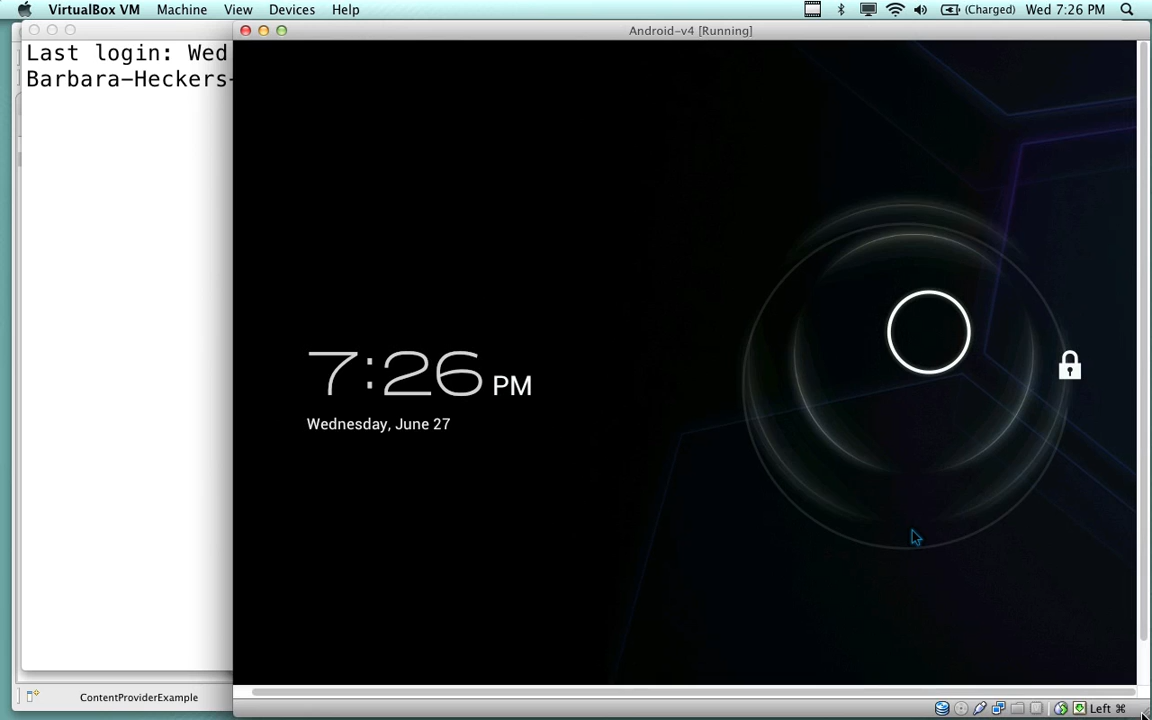 VirtualBox VM Machine View Devices Help (Charged) Wed 7:26 PM
Android-v4 [Running]
Last login: Wed
Barbara-Heckers-
7:26 PM
Wednesday, June 27
ContentProviderExample
Left ⌘